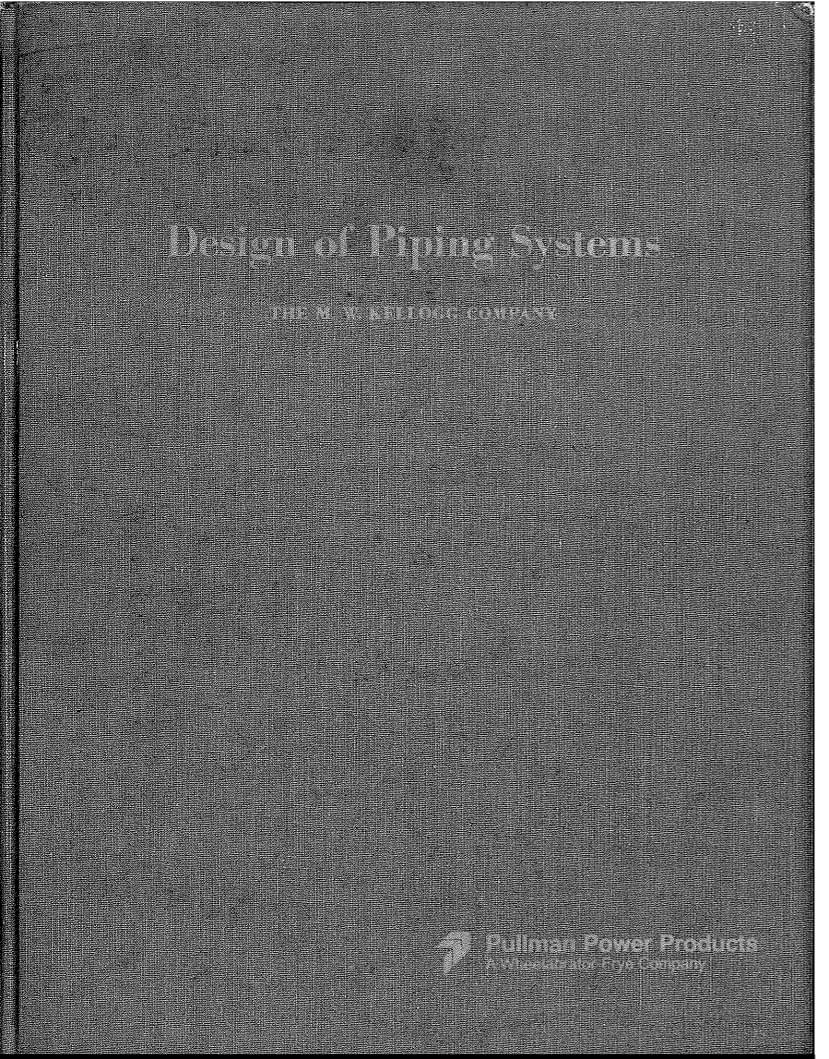 Design of Piping Systems
THE M. W. KELLOGG COMPANY
Pullman Power Products
A Wheelabrator-Frye Company